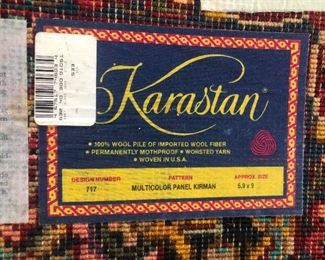 Karastan®
• 100% WOOL PILE OF IMPORTED WOOL FIBER
• PERMANENTLY MOTHPROOF • WORSTED YARN
• WOVEN IN U.S.A.
DESIGN NUMBER PATTERN APPROX. SIZE
717 MULTICOLOR PANEL KIRMAN 5.9 x 9